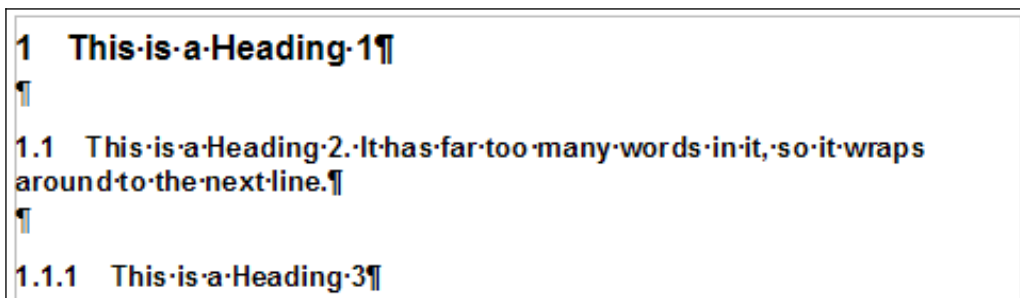 1 This·is·a·Heading·1¶
¶
1.1 This·is·a·Heading·2.·It·has·far·too·many·words·in·it,·so·it·wraps
around·to·the·next·line.¶
¶
1.1.1 This·is·a·Heading·3¶